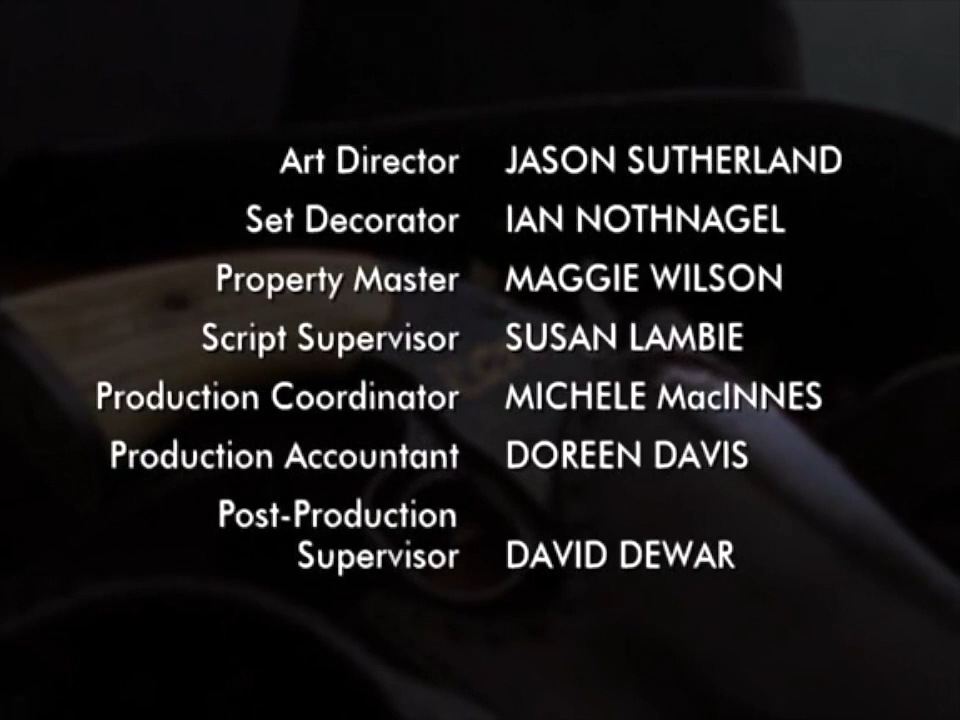 Art Director JASON SUTHERLAND
Set Decorator IAN NOTHNAGEL
Property Master MAGGIE WILSON
Script Supervisor SUSAN LAMBIE
Production Coordinator MICHELE MacINNES
Production Accountant DOREEN DAVIS
Post-Production
Supervisor DAVID DEWAR